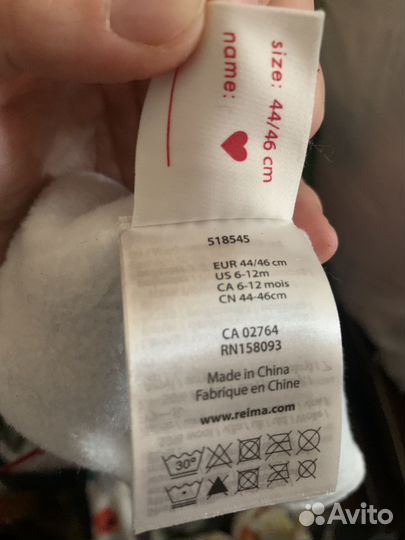 size: 44/46 cm
name:
518545
EUR 44/46 cm
US 6-12m
CA 6-12 mois
CN 44-46cm
CA 02764
RN158093
Made in China
Fabrique en Chine
www.reima.com
30°
Avito